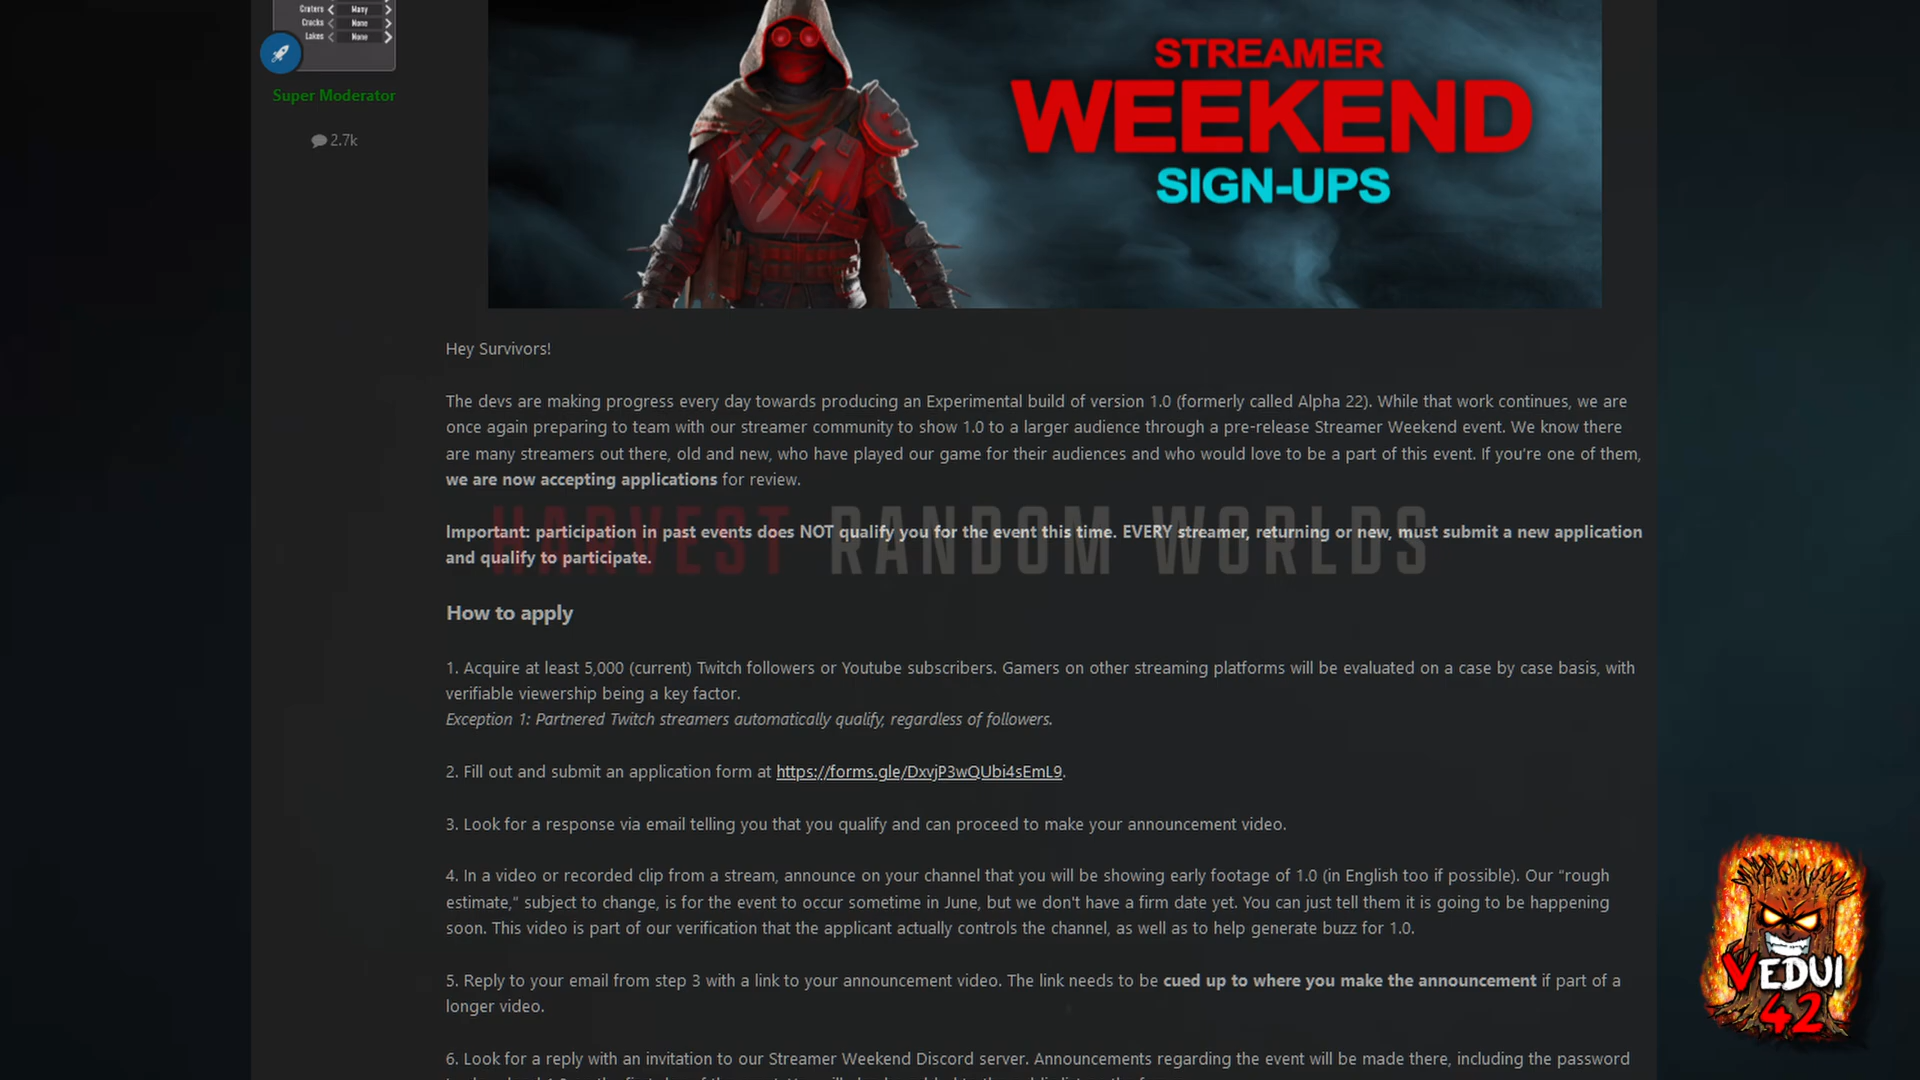 Craters < Many >
Cracks < None >
Lakes < None >
Super Moderator
2.7k
STREAMER
WEEKEND
SIGN-UPS
Hey Survivors!
The devs are making progress every day towards producing an Experimental build of version 1.0 (formerly called Alpha 22). While that work continues, we are
once again preparing to team with our streamer community to show 1.0 to a larger audience through a pre-release Streamer Weekend event. We know there
are many streamers out there, old and new, who have played our game for their audiences and who would love to be a part of this event. If you're one of them,
we are now accepting applications for review.
Important: participation in past events does NOT qualify you for the event this time. EVERY streamer, returning or new, must submit a new application
and qualify to participate.
HARVEST RANDOM WORLDS
How to apply
1. Acquire at least 5,000 (current) Twitch followers or Youtube subscribers. Gamers on other streaming platforms will be evaluated on a case by case basis, with
verifiable viewership being a key factor.
Exception 1: Partnered Twitch streamers automatically qualify, regardless of followers.
2. Fill out and submit an application form at https://forms.gle/DxvjP3wQUbi4sEmL9.
3. Look for a response via email telling you that you qualify and can proceed to make your announcement video.
4. In a video or recorded clip from a stream, announce on your channel that you will be showing early footage of 1.0 (in English too if possible). Our “rough
estimate,” subject to change, is for the event to occur sometime in June, but we don't have a firm date yet. You can just tell them it is going to be happening
soon. This video is part of our verification that the applicant actually controls the channel, as well as to help generate buzz for 1.0.
5. Reply to your email from step 3 with a link to your announcement video. The link needs to be cued up to where you make the announcement if part of a
longer video.
6. Look for a reply with an invitation to our Streamer Weekend Discord server. Announcements regarding the event will be made there, including the password
VEDUI
42